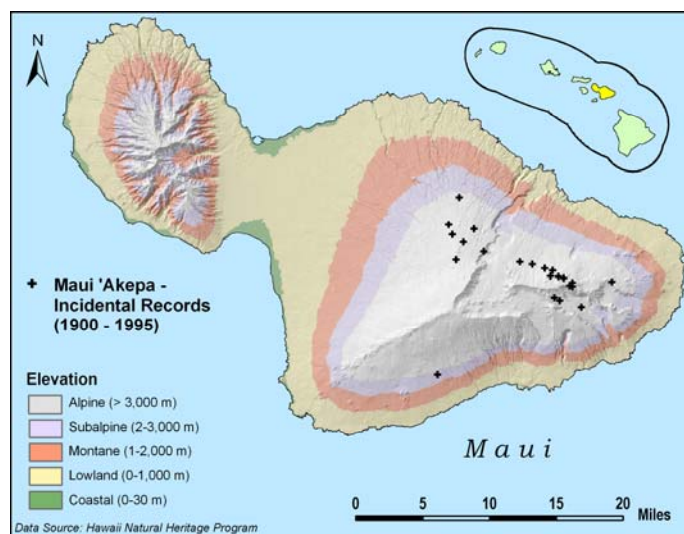 N
Maui 'Akepa -
Incidental Records
(1900 - 1995)
Elevation
Alpine (> 3,000 m)
Subalpine (2-3,000 m)
Montane (1-2,000 m)
Lowland (0-1,000 m)
Coastal (0-30 m)
Maui
0 5 10 15 20
Miles
Data Source: Hawaii Natural Heritage Program